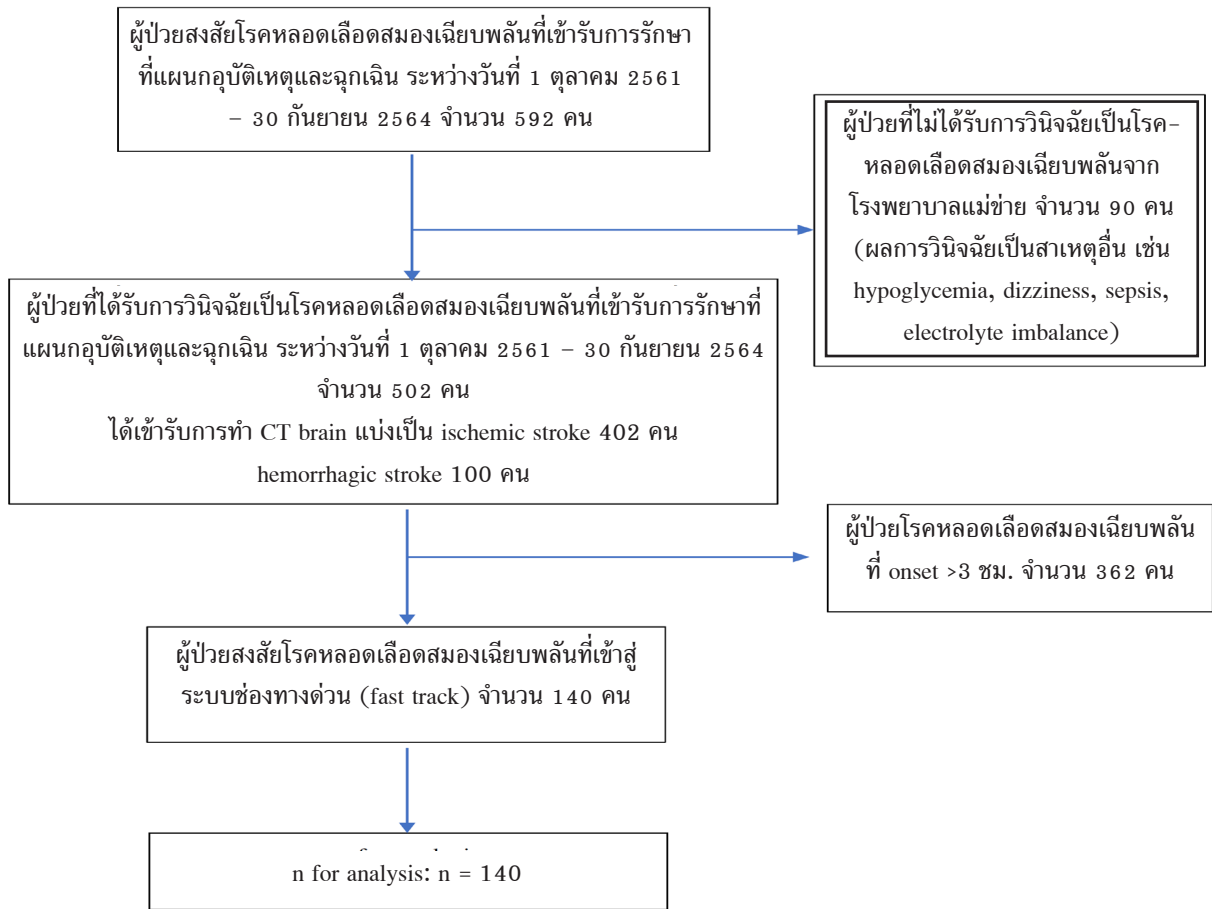 ผู้ป่วยสงสัยโรคหลอดเลือดสมองเฉียบพลันที่เข้ารับการรักษา
ที่แผนกอุบัติเหตุและฉุกเฉิน ระหว่างวันที่ 1 ตุลาคม 2561
– 30 กันยายน 2564 จำนวน 592 คน
ผู้ป่วยที่ไม่ได้รับการวินิจฉัยเป็นโรค-
หลอดเลือดสมองเฉียบพลันจาก
โรงพยาบาลแม่ข่าย จำนวน 90 คน
(ผลการวินิจฉัยเป็นสาเหตุอื่น เช่น
hypoglycemia, dizziness, sepsis,
electrolyte imbalance)
ผู้ป่วยที่ได้รับการวินิจฉัยเป็นโรคหลอดเลือดสมองเฉียบพลันที่เข้ารับการรักษาที่
แผนกอุบัติเหตุและฉุกเฉิน ระหว่างวันที่ 1 ตุลาคม 2561 – 30 กันยายน 2564
จำนวน 502 คน
ได้เข้ารับการทำ CT brain แบ่งเป็น ischemic stroke 402 คน
hemorrhagic stroke 100 คน
ผู้ป่วยโรคหลอดเลือดสมองเฉียบพลัน
ที่ onset >3 ชม. จำนวน 362 คน
ผู้ป่วยสงสัยโรคหลอดเลือดสมองเฉียบพลันที่เข้าสู่
ระบบช่องทางด่วน (fast track) จำนวน 140 คน
n for analysis: n = 140